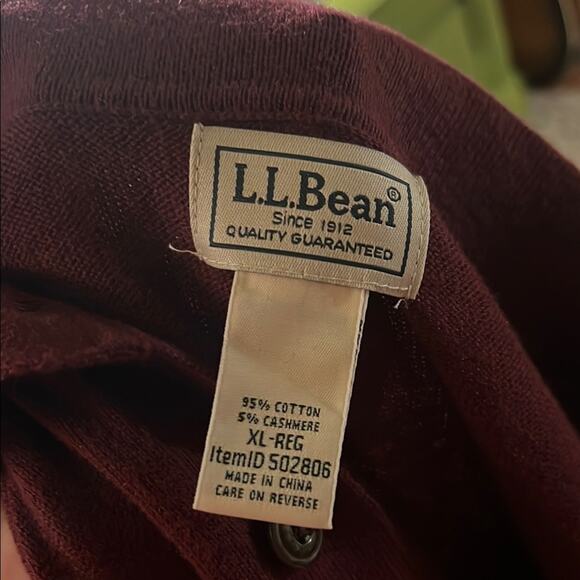 L.L.Bean®
Since 1912
QUALITY GUARANTEED
95% COTTON
5% CASHMERE
XL-REG
ItemID 502806
MADE IN CHINA
CARE ON REVERSE